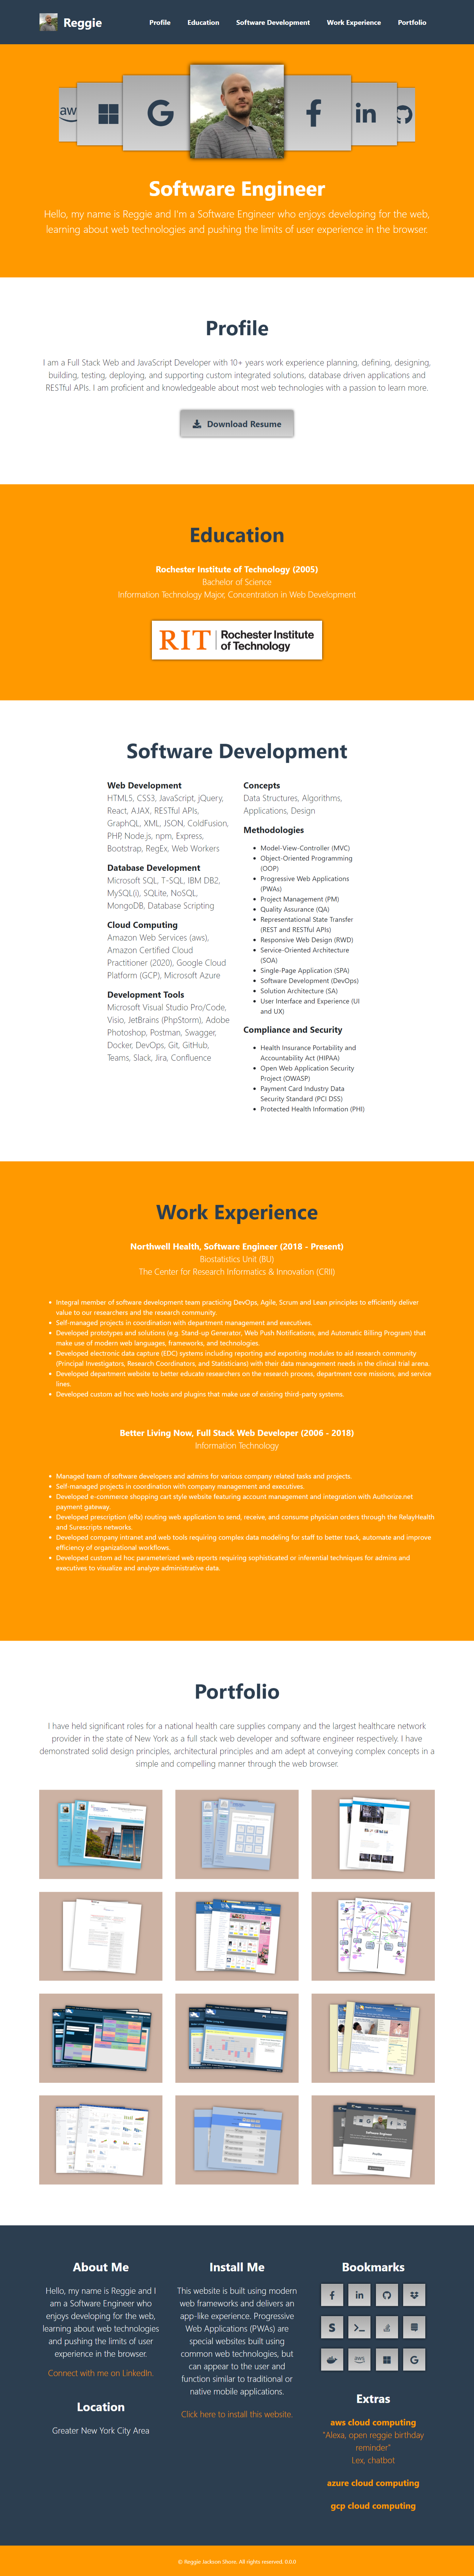 Reggie
Profile
Education
Software Development
Work Experience
Portfolio
aws
Software Engineer
Hello, my name is Reggie and I'm a Software Engineer who enjoys developing for the web,
learning about web technologies and pushing the limits of user experience in the browser.
Profile
I am a Full Stack Web and JavaScript Developer with 10+ years work experience planning, defining, designing,
building, testing, deploying, and supporting custom integrated solutions, database driven applications and
RESTful APIs. I am proficient and knowledgeable about most web technologies with a passion to learn more.
Download Resume
Education
Rochester Institute of Technology (2005)
Bachelor of Science
Information Technology Major, Concentration in Web Development
RIT
Rochester Institute
of Technology
Software Development
Web Development
HTML5, CSS3, JavaScript, jQuery,
React, AJAX, RESTful APIs,
GraphQL, XML, JSON, ColdFusion,
PHP, Node.js, npm, Express,
Bootstrap, RegEx, Web Workers
Database Development
Microsoft SQL, T-SQL, IBM DB2,
MySQL(i), SQLite, NoSQL,
MongoDB, Database Scripting
Cloud Computing
Amazon Web Services (aws),
Amazon Certified Cloud
Practitioner (2020), Google Cloud
Platform (GCP), Microsoft Azure
Development Tools
Microsoft Visual Studio Pro/Code,
Visio, JetBrains (PhpStorm), Adobe
Photoshop, Postman, Swagger,
Docker, DevOps, Git, GitHub,
Teams, Slack, Jira, Confluence
Concepts
Data Structures, Algorithms,
Applications, Design
Methodologies
Model-View-Controller (MVC)
Object-Oriented Programming
(OOP)
Progressive Web Applications
(PWAs)
Project Management (PM)
Quality Assurance (QA)
Representational State Transfer
(REST and RESTful APIs)
Responsive Web Design (RWD)
Service-Oriented Architecture
(SOA)
Single-Page Application (SPA)
Software Development (DevOps)
Solution Architecture (SA)
User Interface and Experience (UI
and UX)
Compliance and Security
Health Insurance Portability and
Accountability Act (HIPAA)
Open Web Application Security
Project (OWASP)
Payment Card Industry Data
Security Standard (PCI DSS)
Protected Health Information (PHI)
Work Experience
Northwell Health, Software Engineer (2018 - Present)
Biostatistics Unit (BU)
The Center for Research Informatics & Innovation (CRII)
Integral member of software development team practicing DevOps, Agile, Scrum and Lean principles to efficiently deliver
value to our researchers and the research community.
Self-managed projects in coordination with department management and executives.
Developed prototypes and solutions (e.g. Stand-up Generator, Web Push Notifications, and Automatic Billing Program) that
make use of modern web languages, frameworks, and technologies.
Developed electronic data capture (EDC) systems including reporting and exporting modules to aid research community
(Principal Investigators, Research Coordinators, and Statisticians) with their data management needs in the clinical trial arena.
Developed department website to better educate researchers on the research process, department core missions, and service
lines.
Developed custom ad hoc web hooks and plugins that make use of existing third-party systems.
Better Living Now, Full Stack Web Developer (2006 - 2018)
Information Technology
Managed team of software developers and admins for various company related tasks and projects.
Self-managed projects in coordination with company management and executives.
Developed e-commerce shopping cart style website featuring account management and integration with Authorize.net
payment gateway.
Developed prescription (eRx) routing web application to send, receive, and consume physician orders through the RelayHealth
and Surescripts networks.
Developed company intranet and web tools requiring complex data modeling for staff to better track, automate and improve
efficiency of organizational workflows.
Developed custom ad hoc parameterized web reports requiring sophisticated or inferential techniques for admins and
executives to visualize and analyze administrative data.
Portfolio
I have held significant roles for a national health care supplies company and the largest healthcare network
provider in the state of New York as a full stack web developer and software engineer respectively. I have
demonstrated solid design principles, architectural principles and am adept at conveying complex concepts in a
simple and compelling manner through the web browser.
About Me
Hello, my name is Reggie and I
am a Software Engineer who
enjoys developing for the web,
learning about web technologies
and pushing the limits of user
experience in the browser.
Connect with me on LinkedIn.
Location
Greater New York City Area
Install Me
This website is built using modern
web frameworks and delivers an
app-like experience. Progressive
Web Applications (PWAs) are
special websites built using
common web technologies, but
can appear to the user and
function similar to traditional or
native mobile applications.
Click here to install this website.
Bookmarks
aws
Extras
aws cloud computing
"Alexa, open reggie birthday
reminder"
Lex, chatbot
azure cloud computing
gcp cloud computing